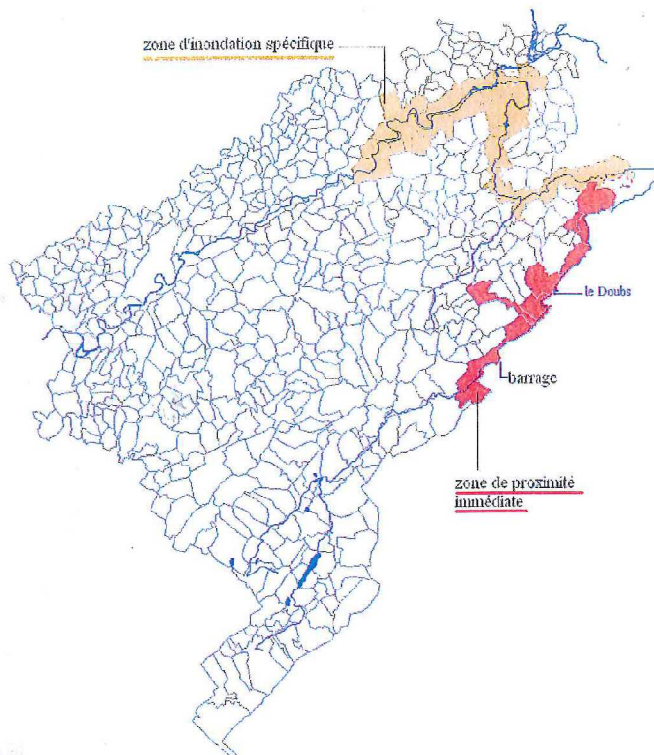 zone d'inondation spécifique
le Doubs
barrage
zone de proximité
immédiate